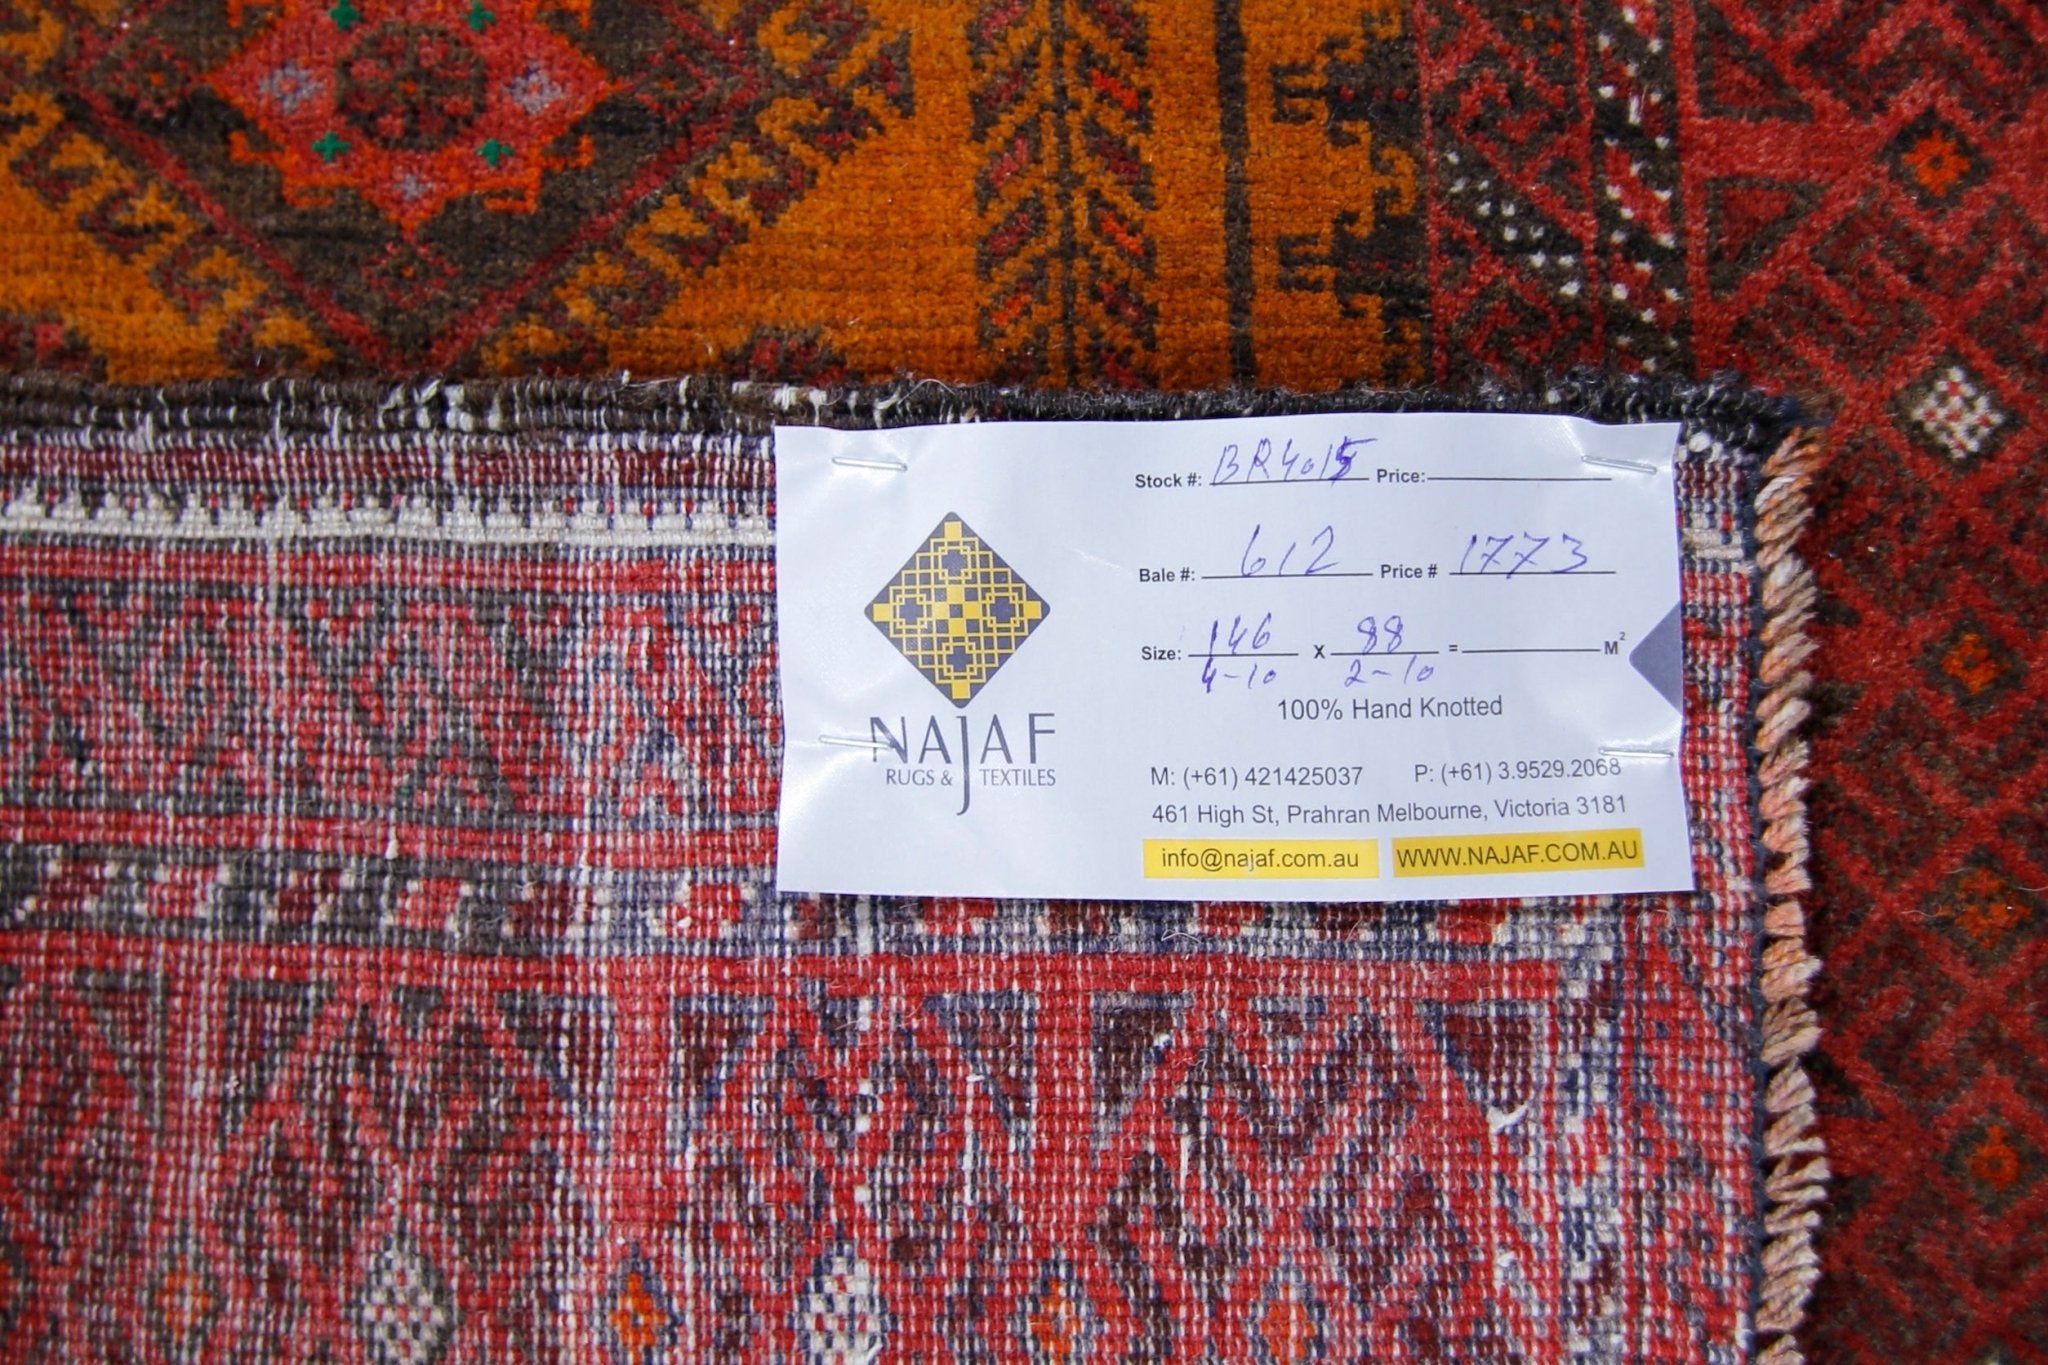 Stock #: BR4015 Price:
Bale #: 612 Price # 1773
Size: 146 X 88 = M²
4-10 2-10
100% Hand Knotted
NAJAF
RUGS & TEXTILES
M: (+61) 421425037 P: (+61) 3.9529.2068
461 High St, Prahran Melbourne, Victoria 3181
info@najaf.com.au WWW.NAJAF.COM.AU